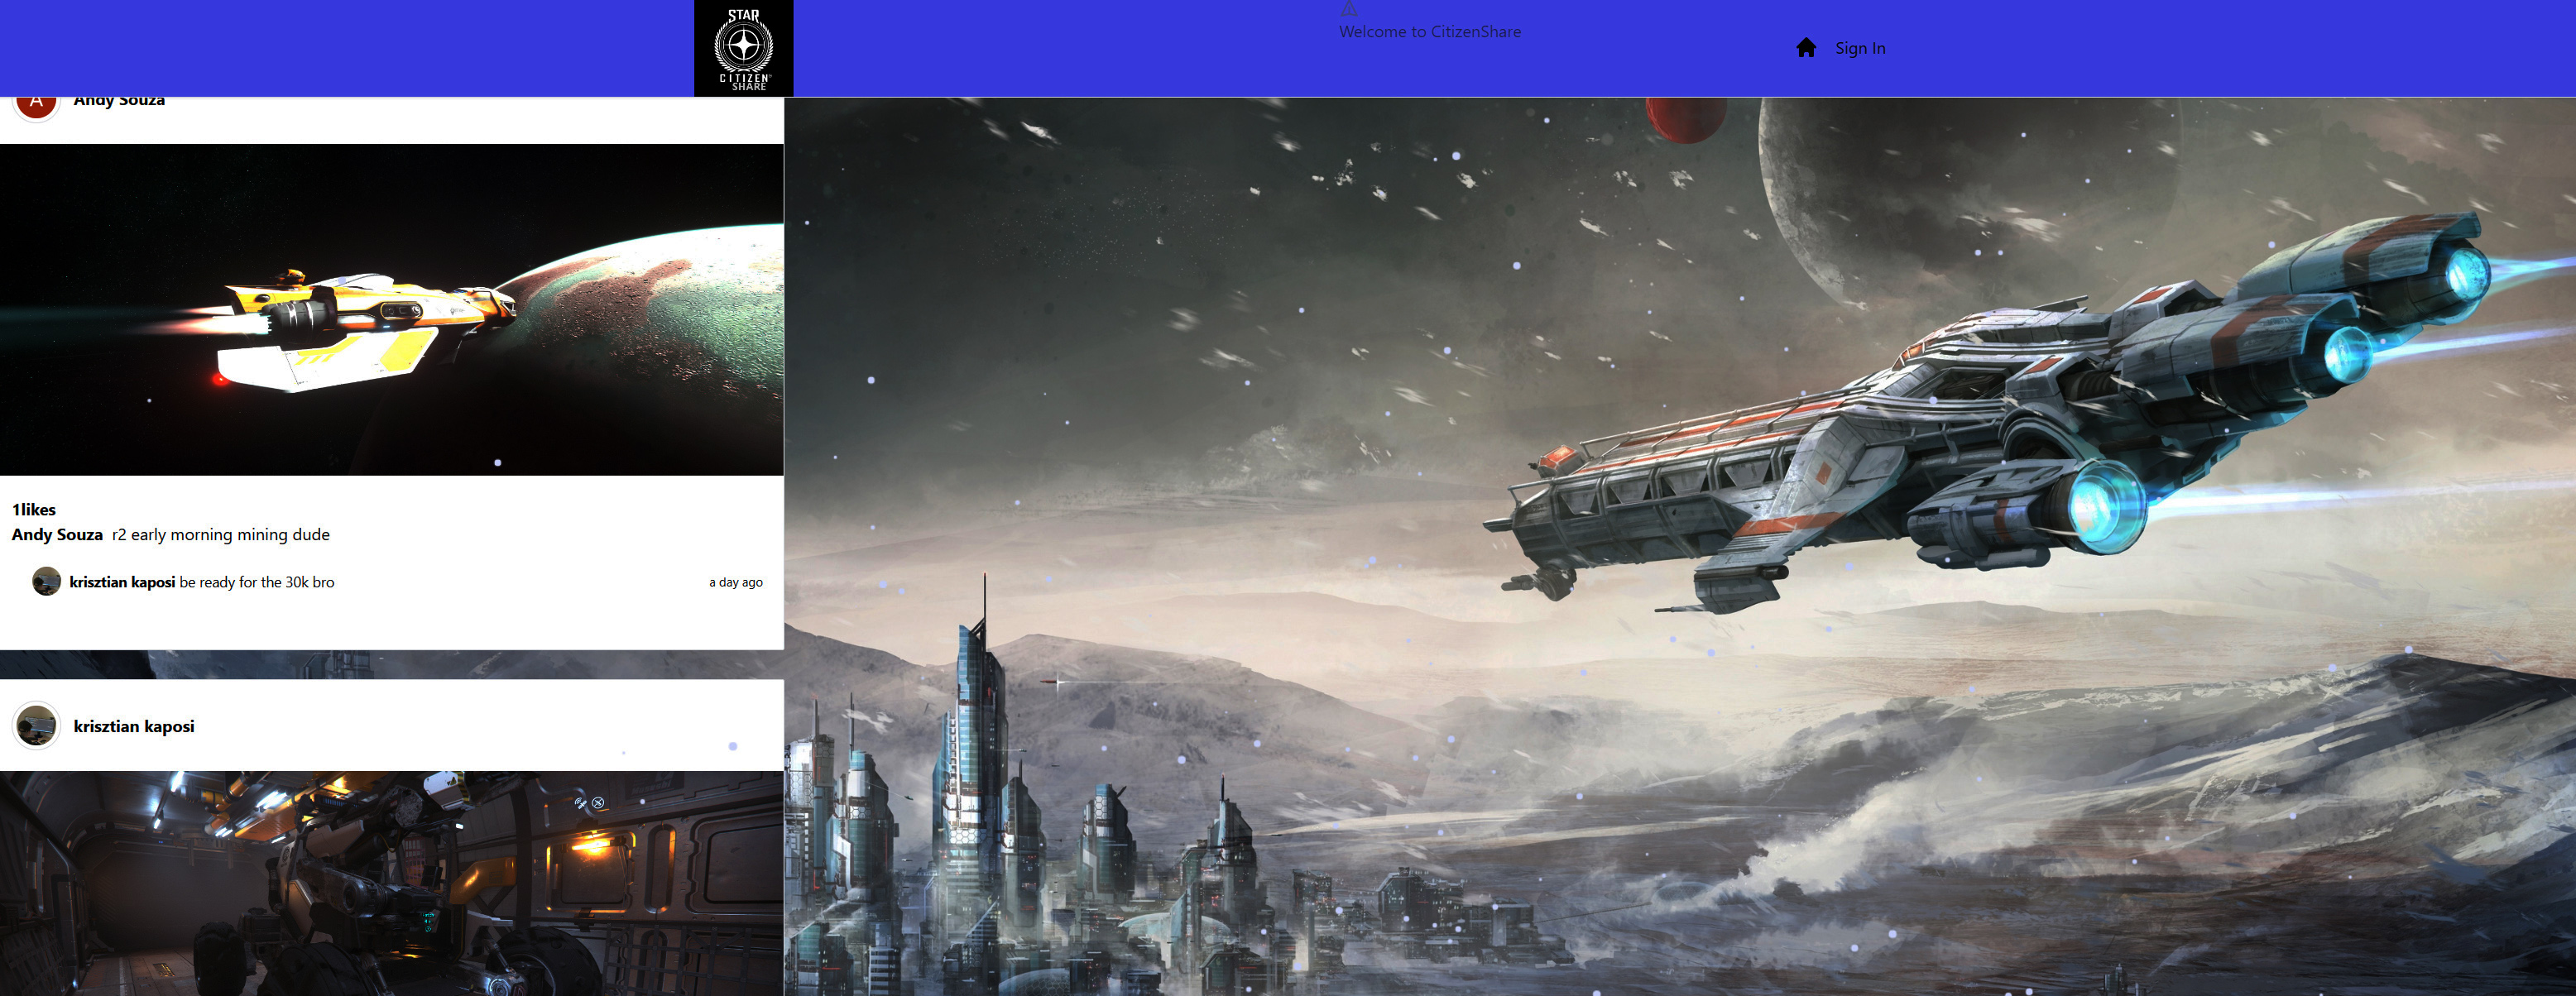 STAR
CITIZEN
SHARE
Welcome to CitizenShare
Sign In
A
Andy Souza
1likes
Andy Souza r2 early morning mining dude
krisztian kaposi be ready for the 30k bro
a day ago
krisztian kaposi